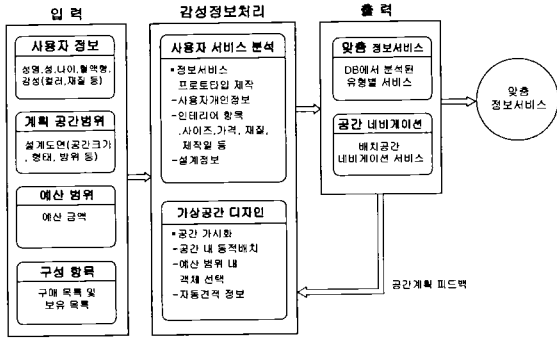 입 력
사용자 정보
성명,성,나이,혈액형,
감성(컬러,재질 등)
계획 공간범위
설계도면(공간크기
, 형태, 방위 등)
예산 범위
예산 금액
구성 항목
구매 목록 및
보유 목록
감성정보처리
사용자 서비스 분석
▪정보서비스
프로토타입 제작
-사용자개인정보
-인테리어 항목
.사이즈,가격, 재질,
제작일 등
-설계정보
가상공간 디자인
▪공간 가시화
-공간 내 동적배치
-예산 범위 내
객체 선택
-자동견적 정보
출 력
맞춤 정보서비스
DB에서 분석된
유형별 서비스
공간 네비게이션
배치공간
네비게이션 서비스
맞춤
정보서비스
공간계획 피드백